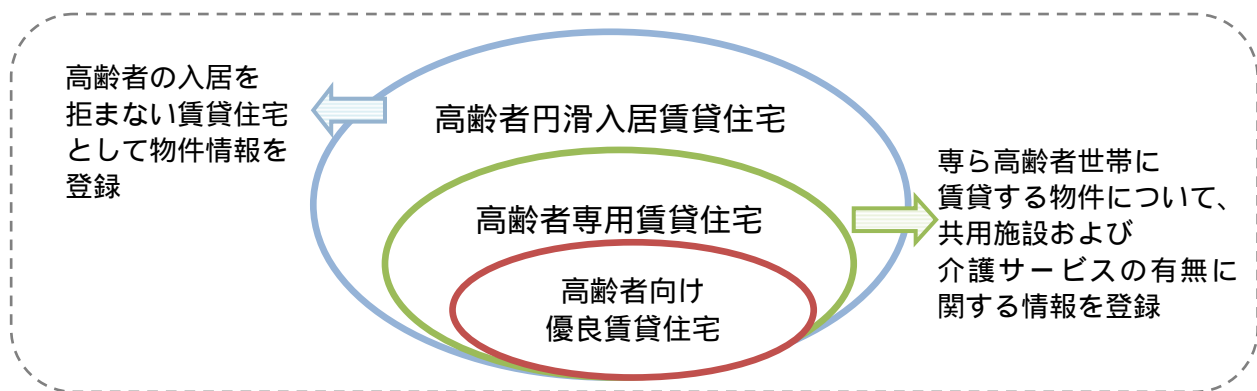 高齢者の入居を
拒まない賃貸住宅
として物件情報を
登録
高齢者円滑入居賃貸住宅
高齢者専用賃貸住宅
高齢者向け
優良賃貸住宅
専ら高齢者世帯に
賃貸する物件について、
共用施設および
介護サービスの有無に
関する情報を登録